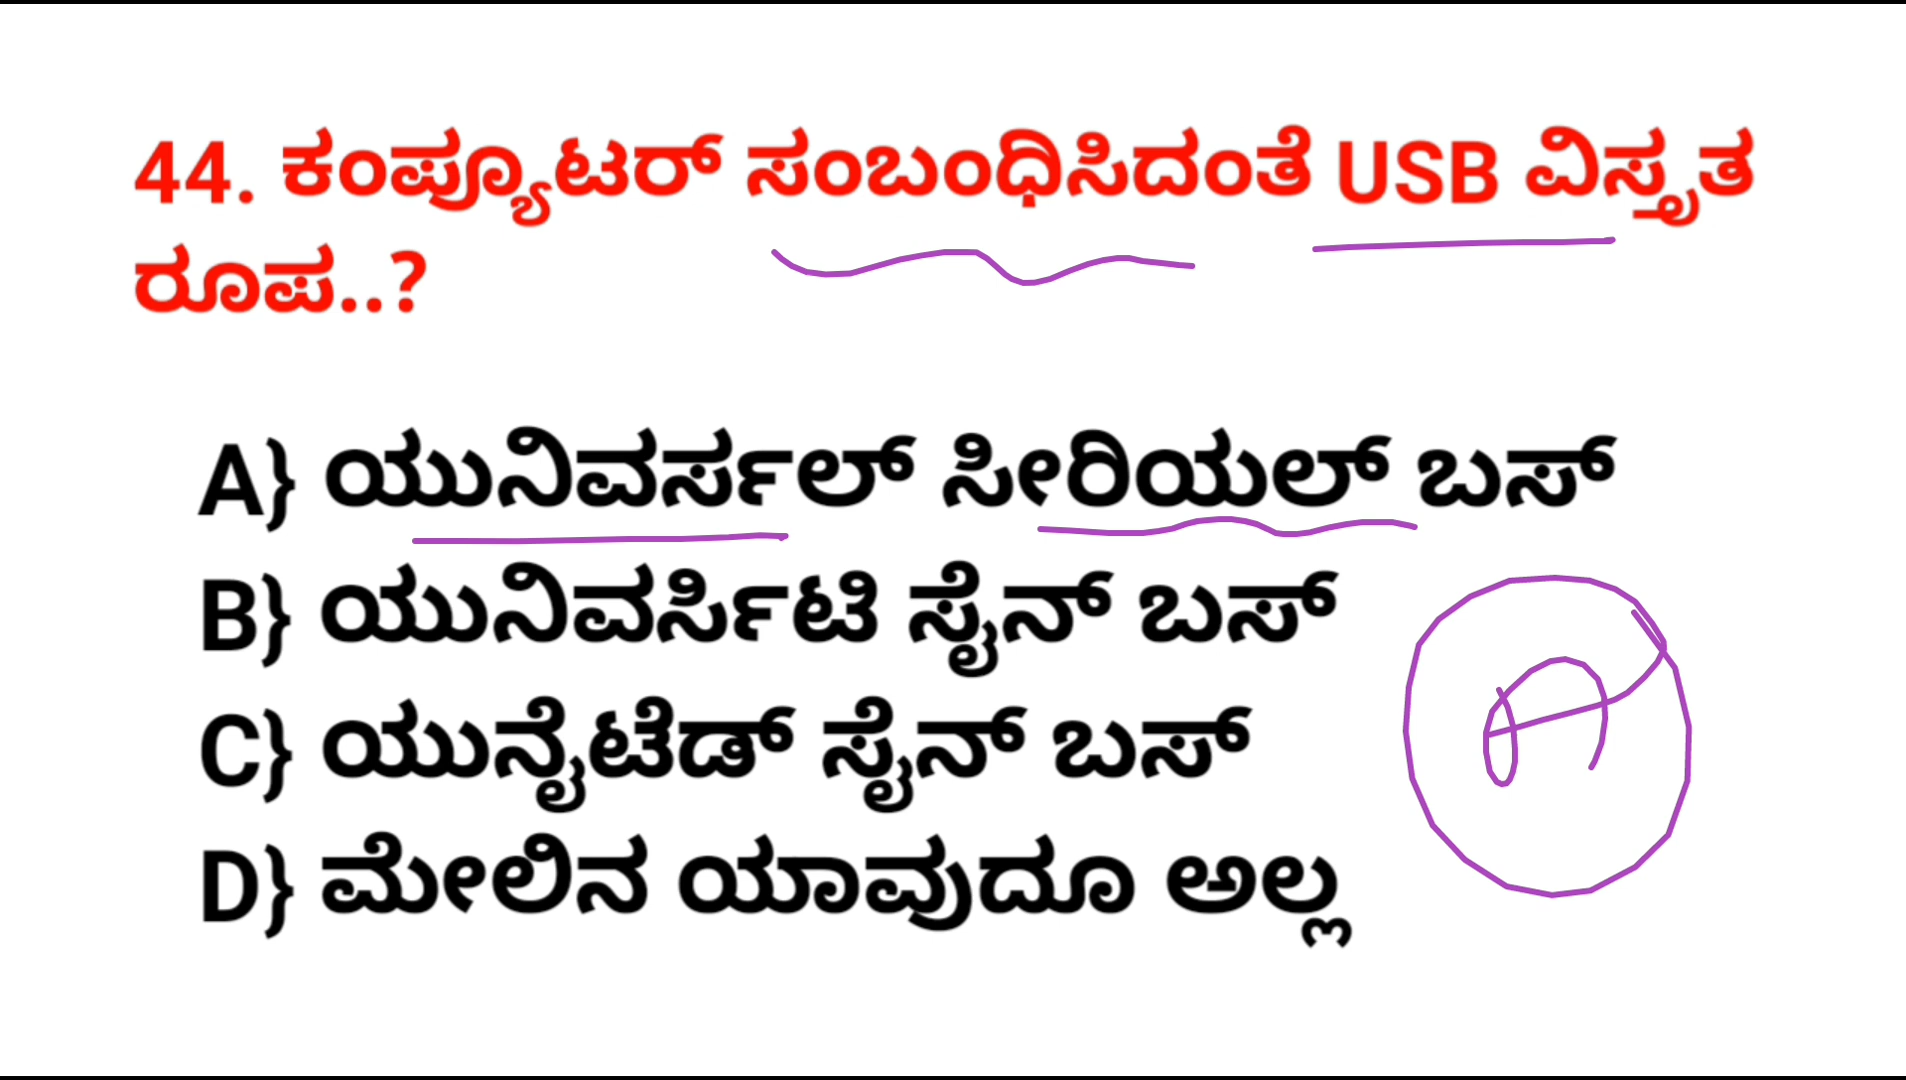 44. ಕಂಪ್ಯೂಟರ್ ಸಂಬಂಧಿಸಿದಂತೆ USB ವಿಸ್ತೃತ
ರೂಪ..?
A} ಯುನಿವರ್ಸಲ್ ಸೀರಿಯಲ್ ಬಸ್
B} ಯುನಿವರ್ಸಿಟಿ ಸೈನ್ ಬಸ್
C} ಯುನೈಟೆಡ್ ಸೈನ್ ಬಸ್
D} ಮೇಲಿನ ಯಾವುದೂ ಅಲ್ಲ
A